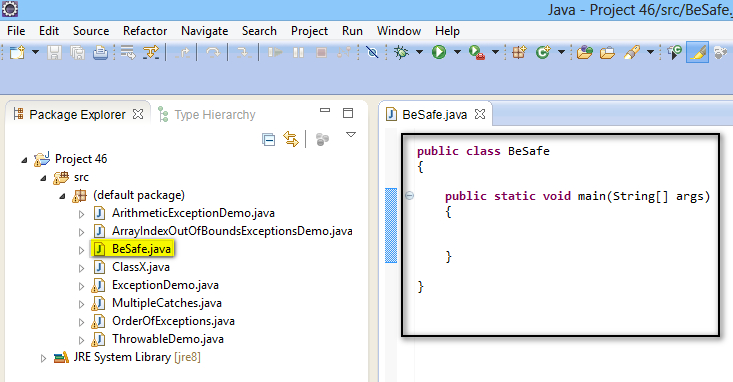 Java - Project 46/src/BeSafe.
File Edit Source Refactor Navigate Search Project Run Window Help
Package Explorer Type Hierarchy
Project 46
src
(default package)
ArithmeticExceptionDemo.java
ArrayIndexOutOfBoundsExceptionsDemo.java
BeSafe.java
ClassX.java
ExceptionDemo.java
MultipleCatches.java
OrderOfExceptions.java
ThrowableDemo.java
JRE System Library [jre8]
BeSafe.java
public class BeSafe
{
public static void main(String[] args)
{
}
}